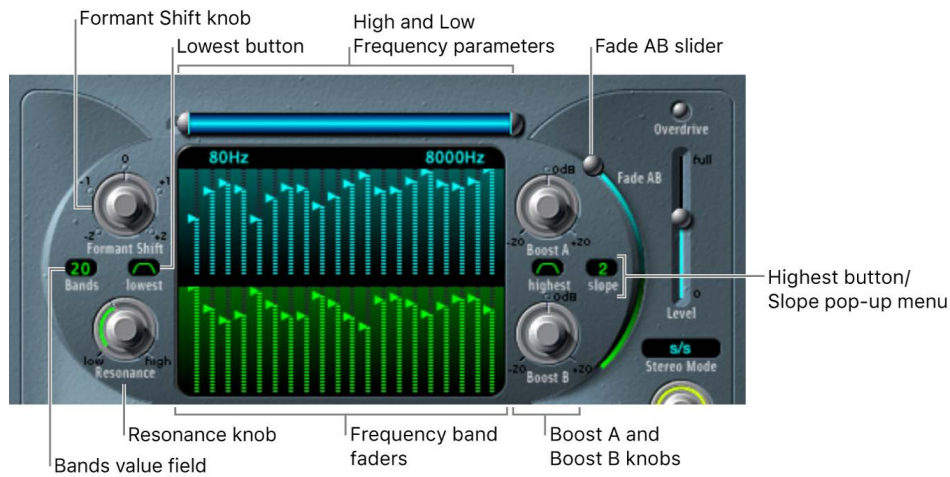 Formant Shift knob
Lowest button
High and Low
Frequency parameters
Fade AB slider
Overdrive
80Hz
8000Hz
full
0
-1
+1
-2
+2
Formant Shift
0dB
Fade AB
-20
+20
Boost A
20
Bands
lowest
highest
2
slope
Highest button/
Slope pop-up menu
0
Level
0dB
low
high
Resonance
-20
+20
Boost B
s/s
Stereo Mode
Resonance knob
Frequency band
faders
Boost A and
Boost B knobs
Bands value field